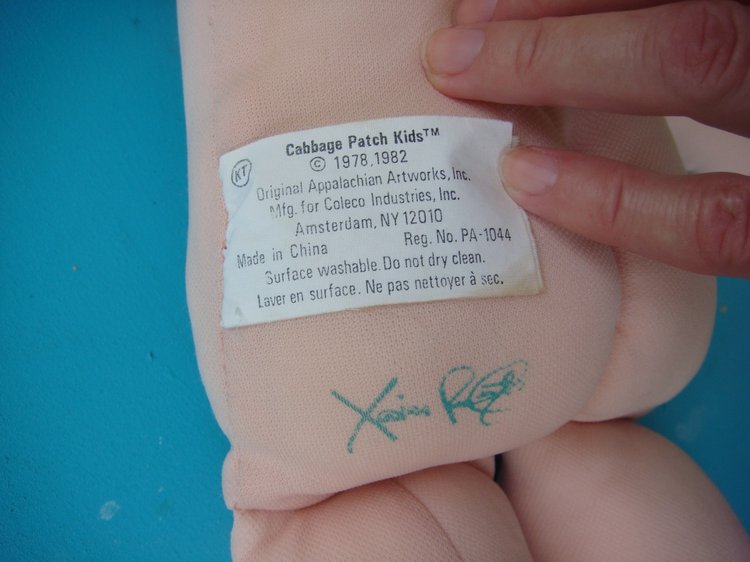 Cabbage Patch Kids™
KT
© 1978,1982
Original Appalachian Artworks, Inc.
Mfg. for Coleco Industries, Inc.
Amsterdam, NY 12010
Made in China Reg. No. PA-1044
Surface washable. Do not dry clean.
Laver en surface. Ne pas nettoyer à sec.
Xavier